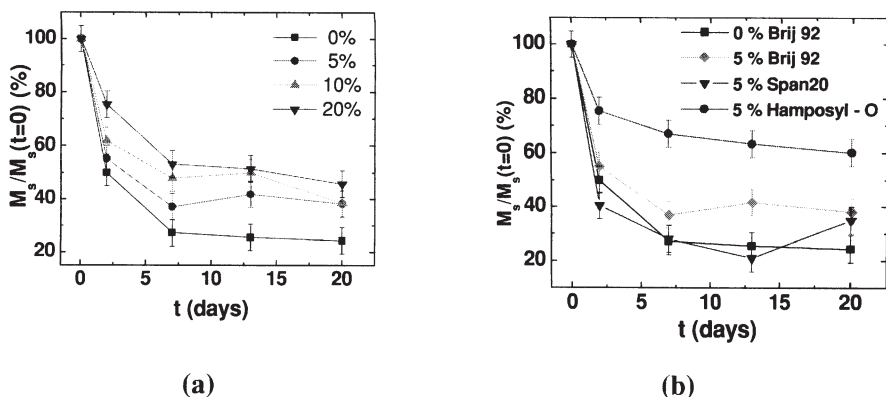 100
80
60
40
20
0
5
10
15
20
M_s/M_s(t=0) (%)
t (days)
0%
5%
10%
20%
(a)
100
80
60
40
20
0
5
10
15
20
M_s/M_s(t=0) (%)
t (days)
0 % Brij 92
5 % Brij 92
5 % Span20
5 % Hamposyl - O
(b)